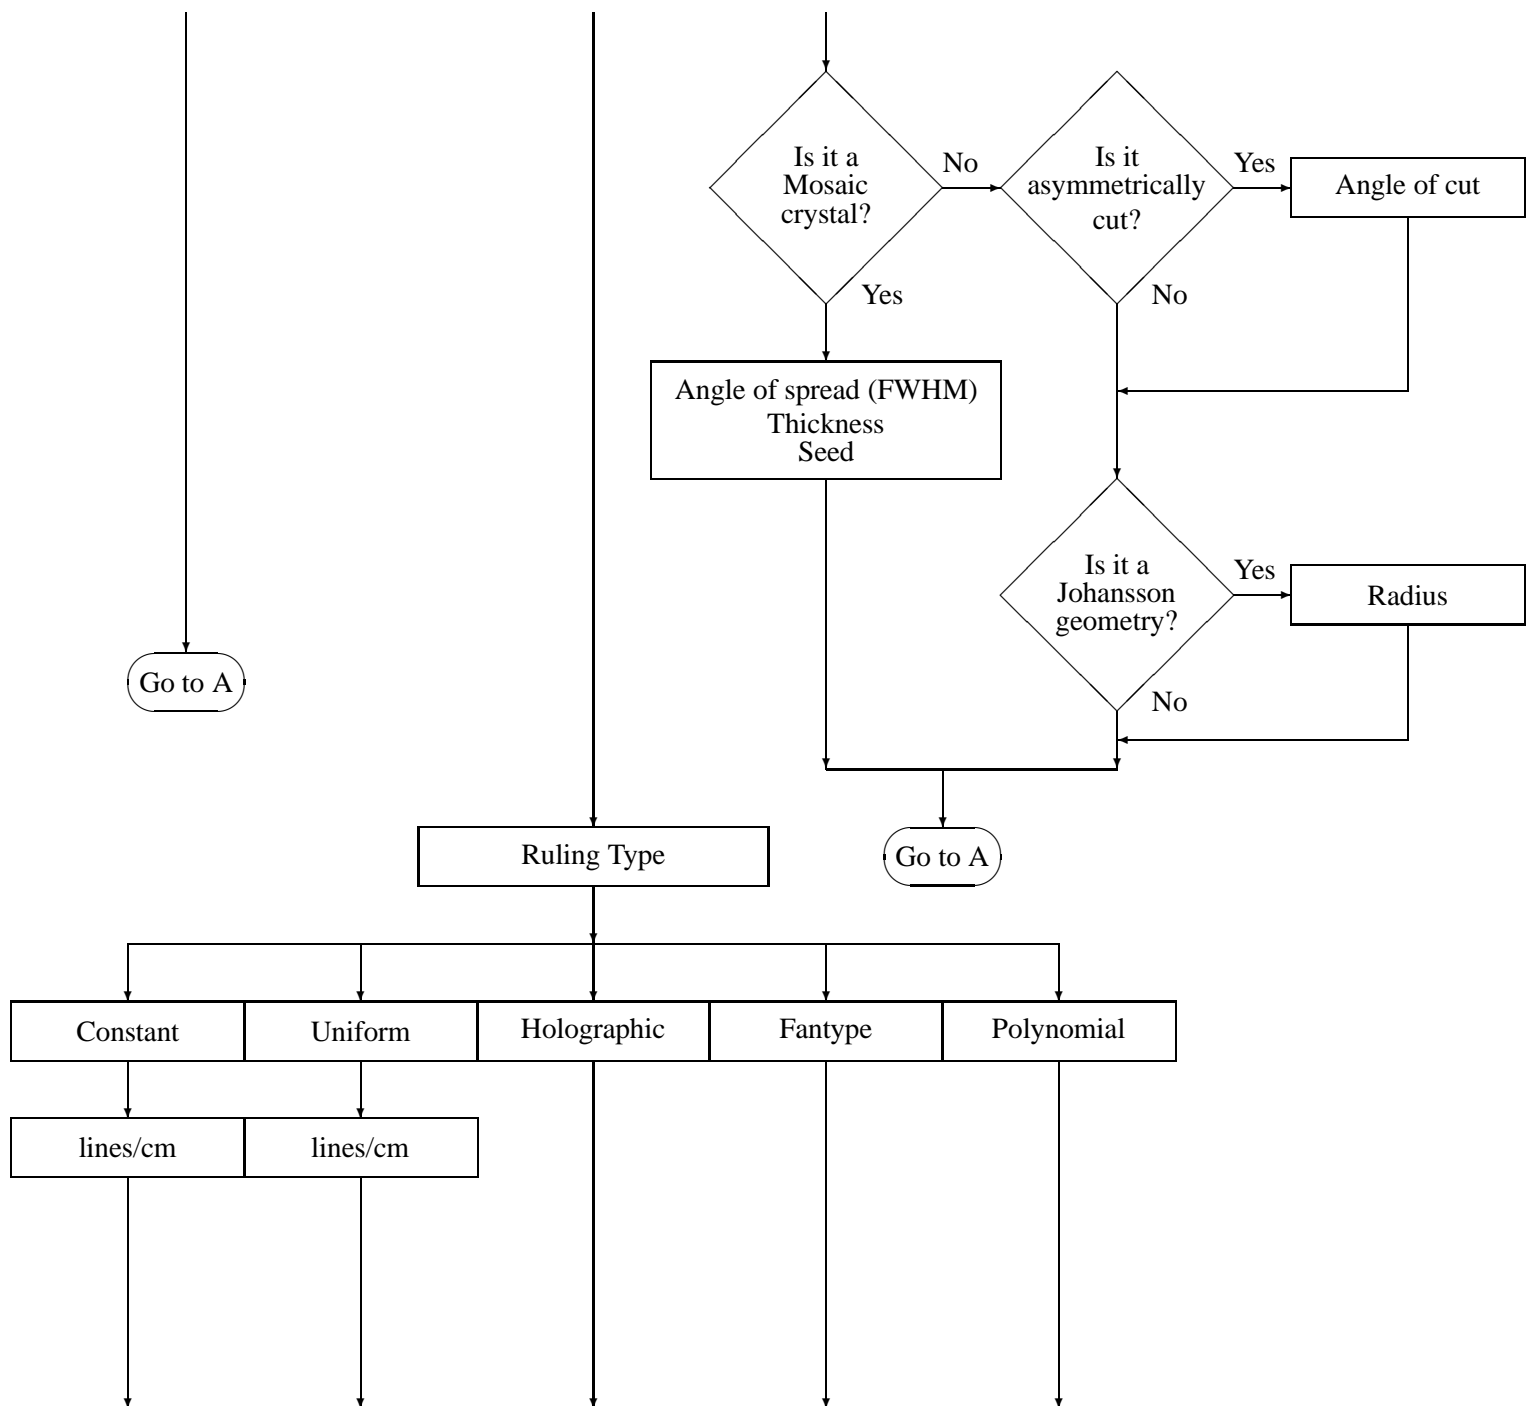 Is it a
Mosaic
crystal?
No
Is it
asymmetrically
cut?
Yes
Angle of cut
Yes
No
Angle of spread (FWHM)
Thickness
Seed
Is it a
Johansson
geometry?
Yes
Radius
No
Go to A
Ruling Type
Go to A
Constant
Uniform
Holographic
Fantype
Polynomial
lines/cm
lines/cm